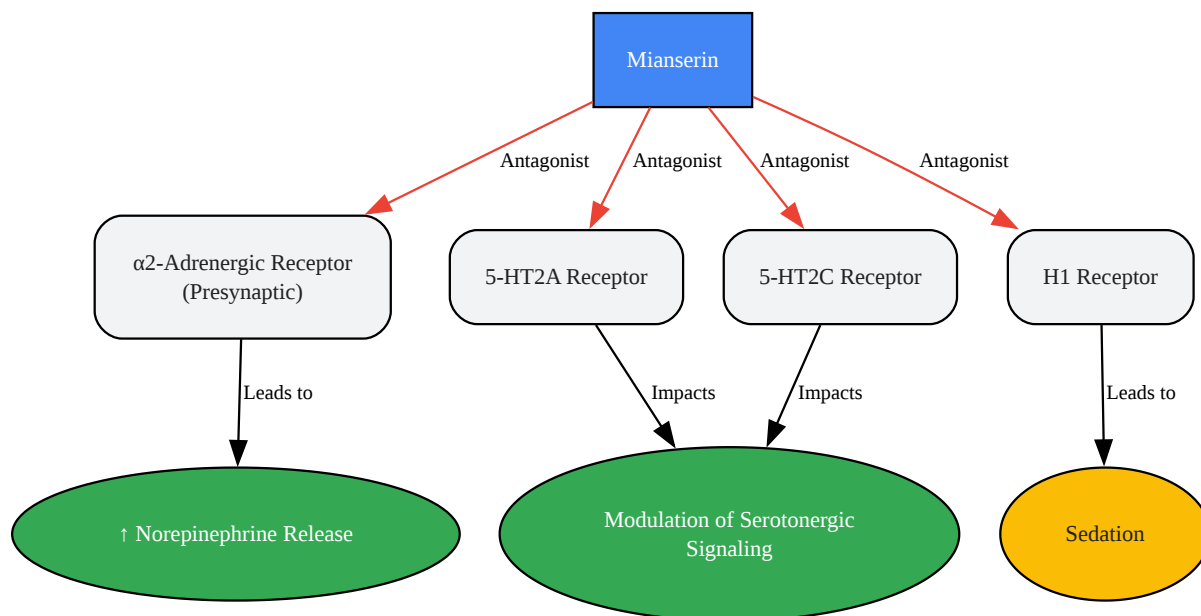 Mianserin
Antagonist
Antagonist
Antagonist
Antagonist
α2-Adrenergic Receptor
(Presynaptic)
5-HT2A Receptor
5-HT2C Receptor
H1 Receptor
Leads to
Impacts
Impacts
Leads to
↑ Norepinephrine Release
Modulation of Serotonergic
Signaling
Sedation